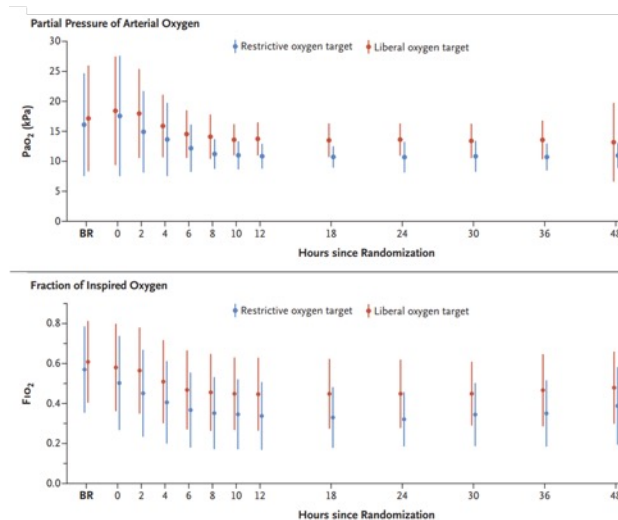 Partial Pressure of Arterial Oxygen
30
Restrictive oxygen target Liberal oxygen target
25
20
15
10
5
0
Pao2 (kPa)
BR 0 2 4 6 8 10 12 18 24 30 36 48
Hours since Randomization
Fraction of Inspired Oxygen
Restrictive oxygen target Liberal oxygen target
0.8
0.6
0.4
0.2
0.0
Fio2
BR 0 2 4 6 8 10 12 18 24 30 36 48
Hours since Randomization